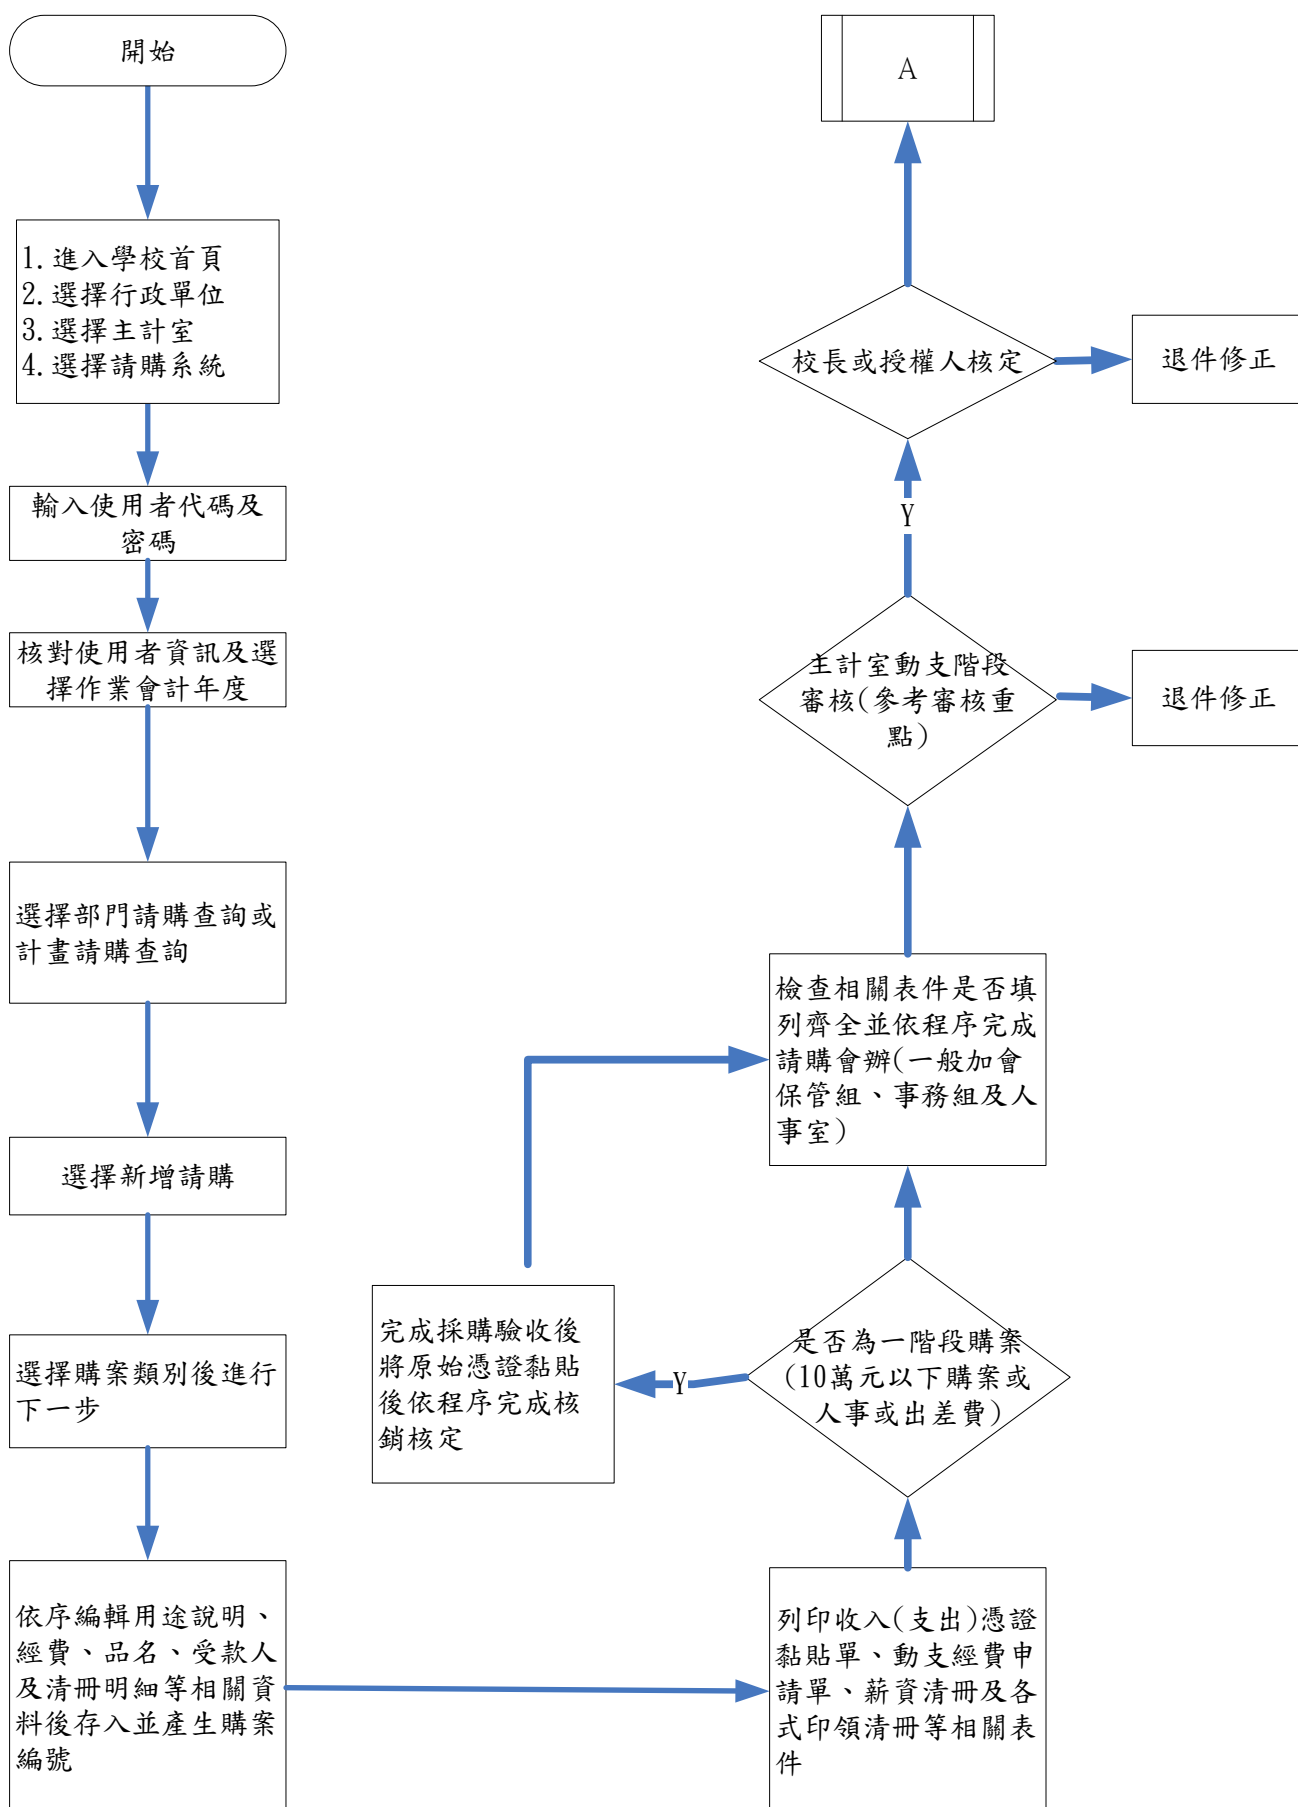 開始
1.進入學校首頁
2.選擇行政單位
3.選擇主計室
4.選擇請購系統
輸入使用者代碼及
密碼
核對使用者資訊及選
擇作業會計年度
選擇部門請購查詢或
計畫請購查詢
選擇新增請購
選擇購案類別後進行
下一步
依序編輯用途說明、
經費、品名、受款人
及清冊明細等相關資
料後存入並產生購案
編號
列印收入(支出)憑證
黏貼單、動支經費申
請單、薪資清冊及各
式印領清冊等相關表
件
是否為一階段購案
(10萬元以下購案或
人事或出差費)
Y
完成採購驗收後
將原始憑證黏貼
後依程序完成核
銷核定
檢查相關表件是否填
列齊全並依程序完成
請購會辦(一般加會
保管組、事務組及人
事室)
主計室動支階段
審核(參考審核重
點)
退件修正
Y
校長或授權人核定
退件修正
A